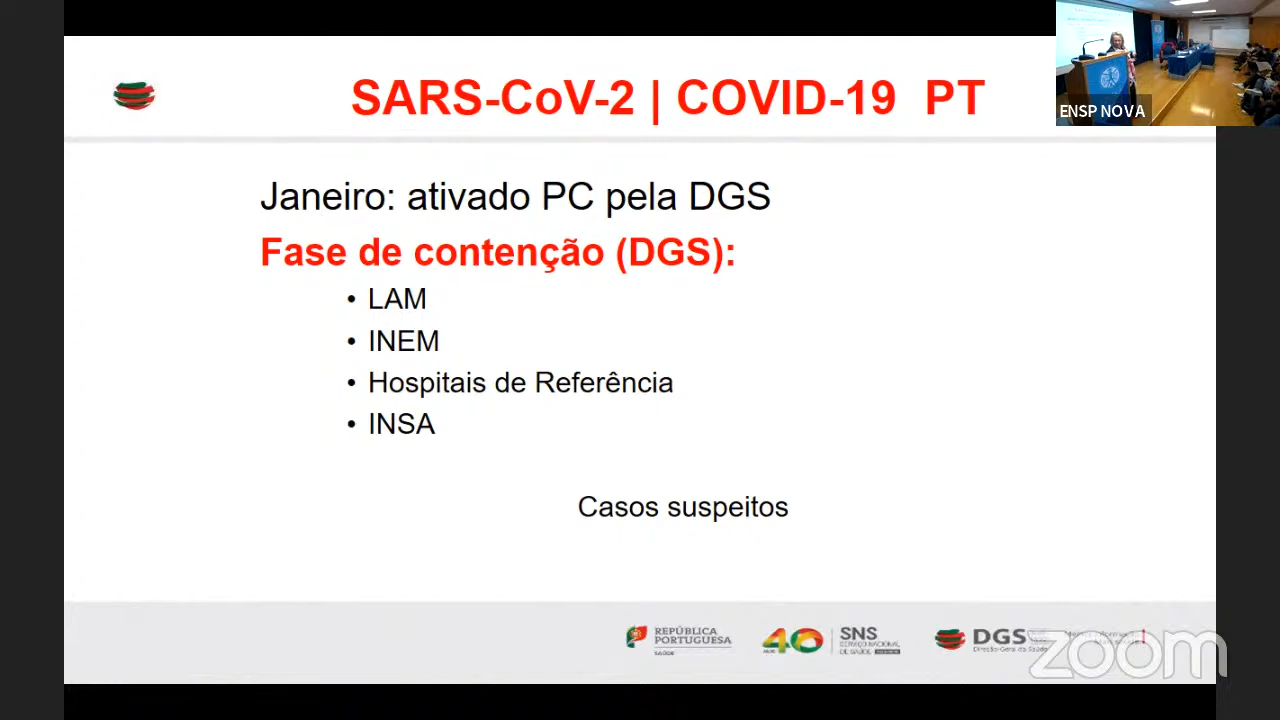 SARS-CoV-2 | COVID-19 PT
ENSP NOVA
Janeiro: ativado PC pela DGS
Fase de contenção (DGS):
• LAM
• INEM
• Hospitais de Referência
• INSA
Casos suspeitos
REPÚBLICA
PORTUGUESA
SAÚDE
40
ANOS
SNS
SERVIÇO NACIONAL
DE SAÚDE
DGS
Direção-Geral da Saúde
zoom